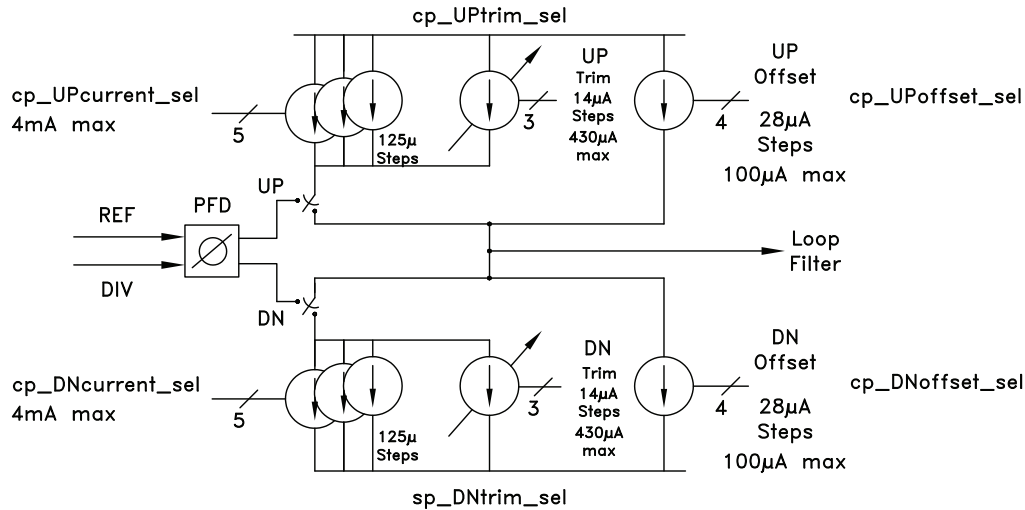 cp_UPtrim_sel
cp_UPcurrent_sel
4mA max
5
125µ
Steps
3
UP
Trim
14µA
Steps
430µA
max
4
UP
Offset
28µA
Steps
100µA max
cp_UPoffset_sel
UP
PFD
REF
DIV
DN
Loop
Filter
cp_DNcurrent_sel
4mA max
5
125µ
Steps
3
DN
Trim
14µA
Steps
430µA
max
4
DN
Offset
28µA
Steps
100µA max
cp_DNoffset_sel
sp_DNtrim_sel